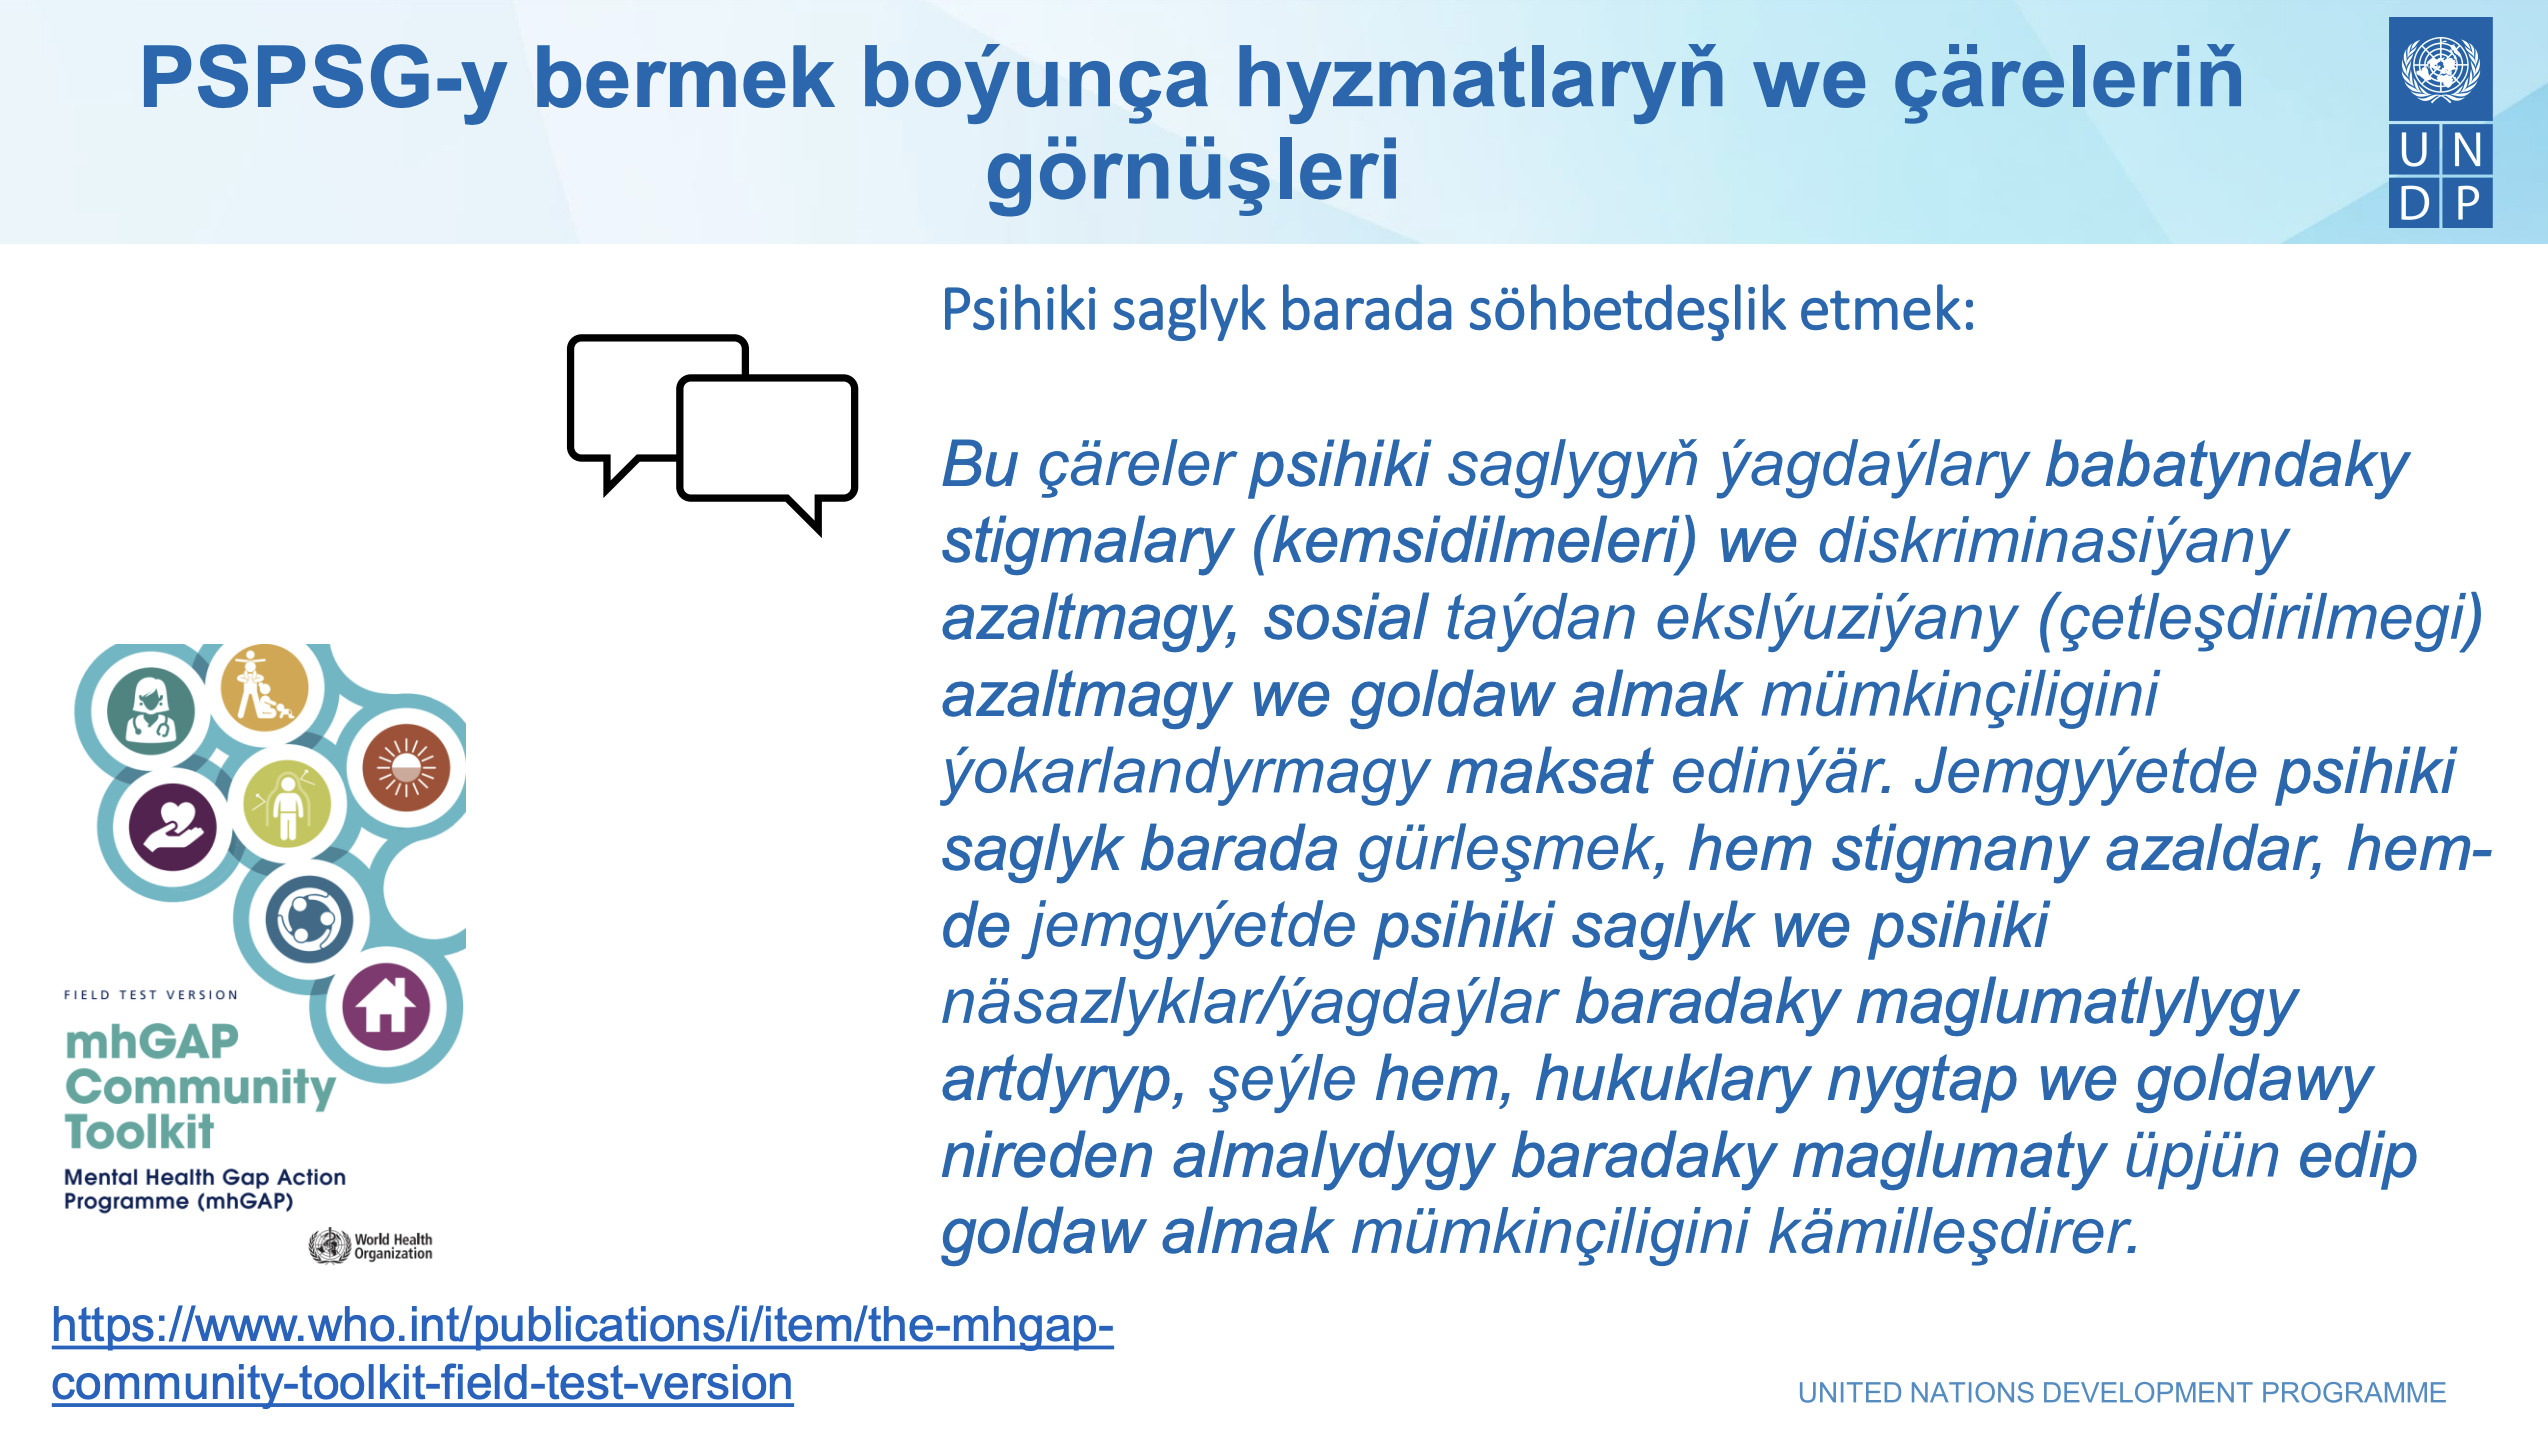 PSPSG-y bermek boýunça hyzmatlaryň we çäreleriň
görnüşleri
U N
D P
Psihiki saglyk barada söhbetdeşlik etmek:
Bu çäreler psihiki saglygyň ýagdaýlary babatyndaky
stigmalary (kemsidilmeleri) we diskriminasiýany
azaltmagy, sosial taýdan ekslýuziýany (çetleşdirilmegi)
azaltmagy we goldaw almak mümkinçiligini
ýokarlandyrmagy maksat edinýär. Jemgyýetde psihiki
saglyk barada gürleşmek, hem stigmany azaldar, hem-
de jemgyýetde psihiki saglyk we psihiki
näsazlyklar/ýagdaýlar baradaky maglumatlylygy
artdyryp, şeýle hem, hukuklary nygtap we goldawy
nireden almalydygy baradaky maglumaty üpjün edip
goldaw almak mümkinçiligini kämilleşdirer.
FIELD TEST VERSION
mhGAP
Community
Toolkit
Mental Health Gap Action
Programme (mhGAP)
World Health
Organization
https://www.who.int/publications/i/item/the-mhgap-
community-toolkit-field-test-version
UNITED NATIONS DEVELOPMENT PROGRAMME